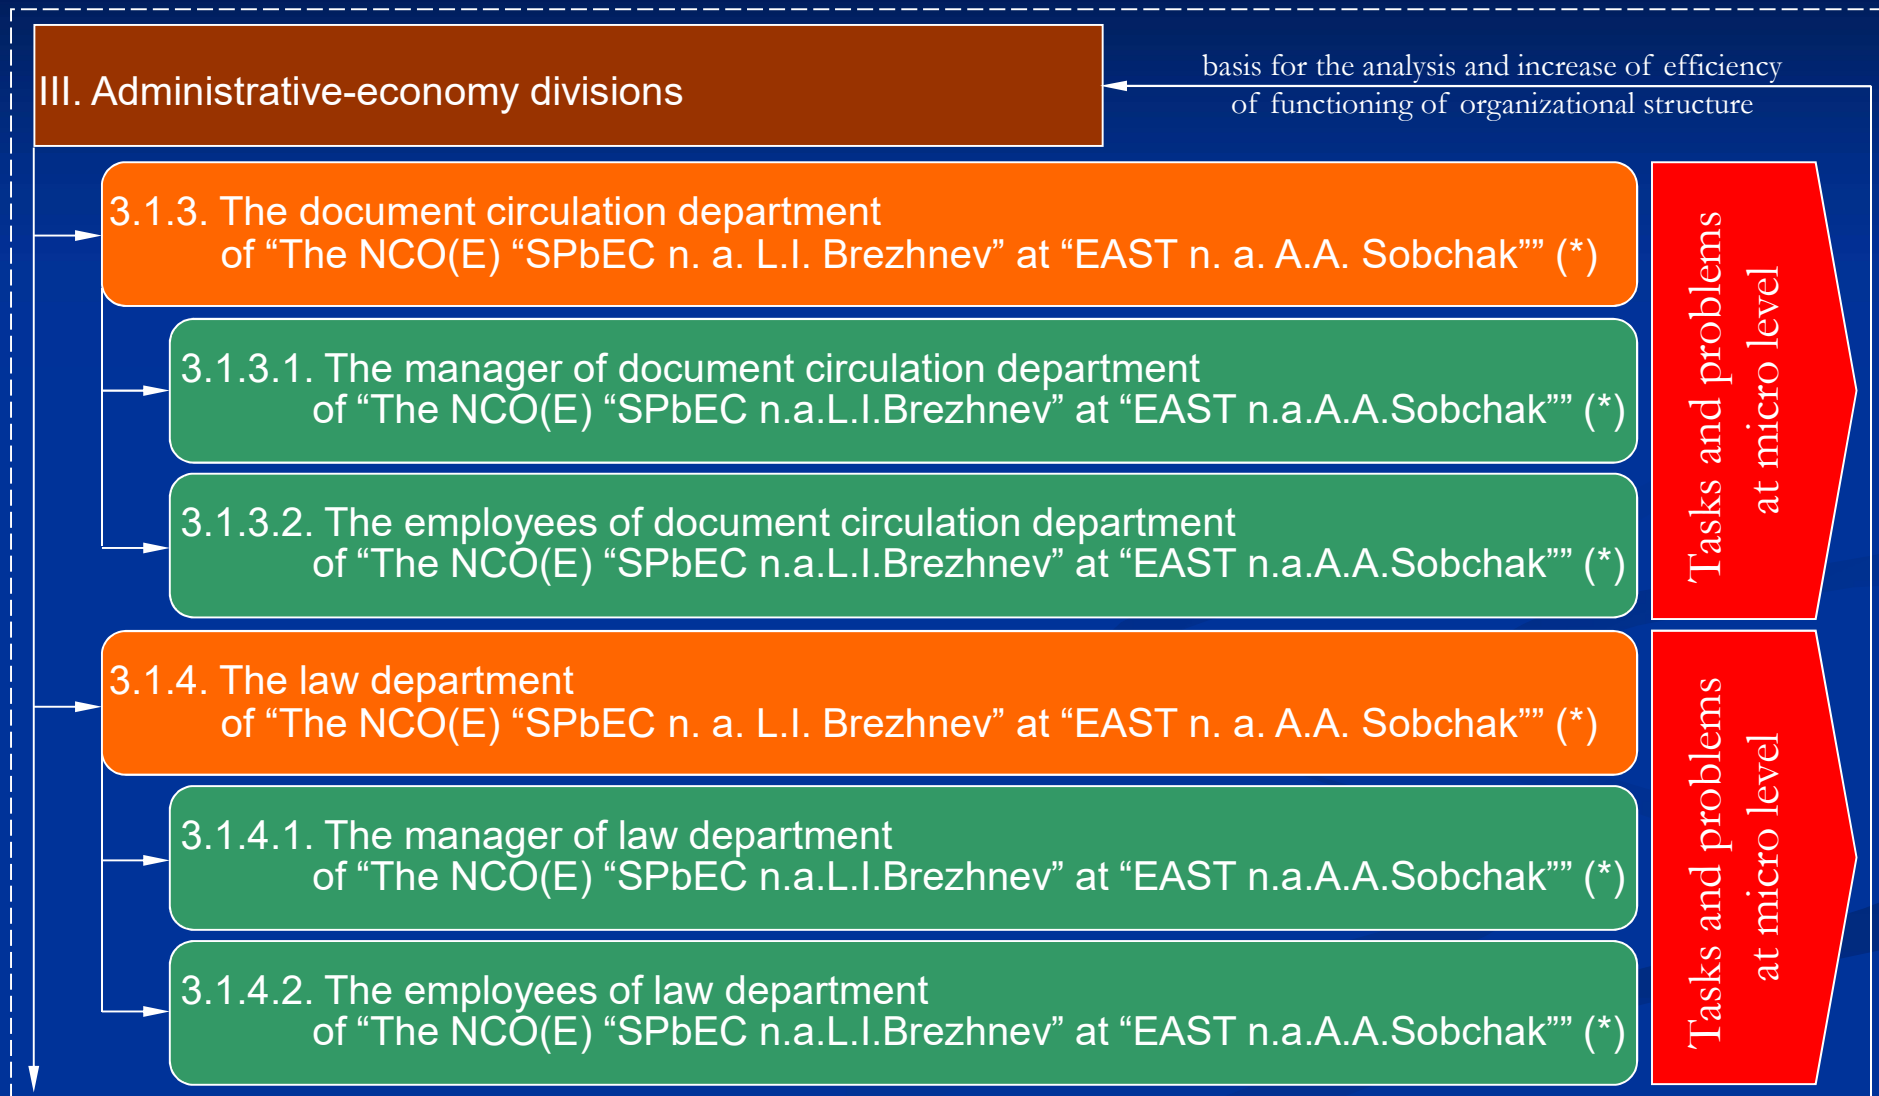 III. Administrative-economy divisions
basis for the analysis and increase of efficiency
of functioning of organizational structure
3.1.3. The document circulation department
of “The NCO(E) “SPbEC n. a. L.I. Brezhnev” at “EAST n. a. A.A. Sobchak”” (*)
3.1.3.1. The manager of document circulation department
of “The NCO(E) “SPbEC n.a.L.I.Brezhnev” at “EAST n.a.A.A.Sobchak”” (*)
3.1.3.2. The employees of document circulation department
of “The NCO(E) “SPbEC n.a.L.I.Brezhnev” at “EAST n.a.A.A.Sobchak”” (*)
Tasks and problems
at micro level
3.1.4. The law department
of “The NCO(E) “SPbEC n. a. L.I. Brezhnev” at “EAST n. a. A.A. Sobchak”” (*)
3.1.4.1. The manager of law department
of “The NCO(E) “SPbEC n.a.L.I.Brezhnev” at “EAST n.a.A.A.Sobchak”” (*)
3.1.4.2. The employees of law department
of “The NCO(E) “SPbEC n.a.L.I.Brezhnev” at “EAST n.a.A.A.Sobchak”” (*)
Tasks and problems
at micro level